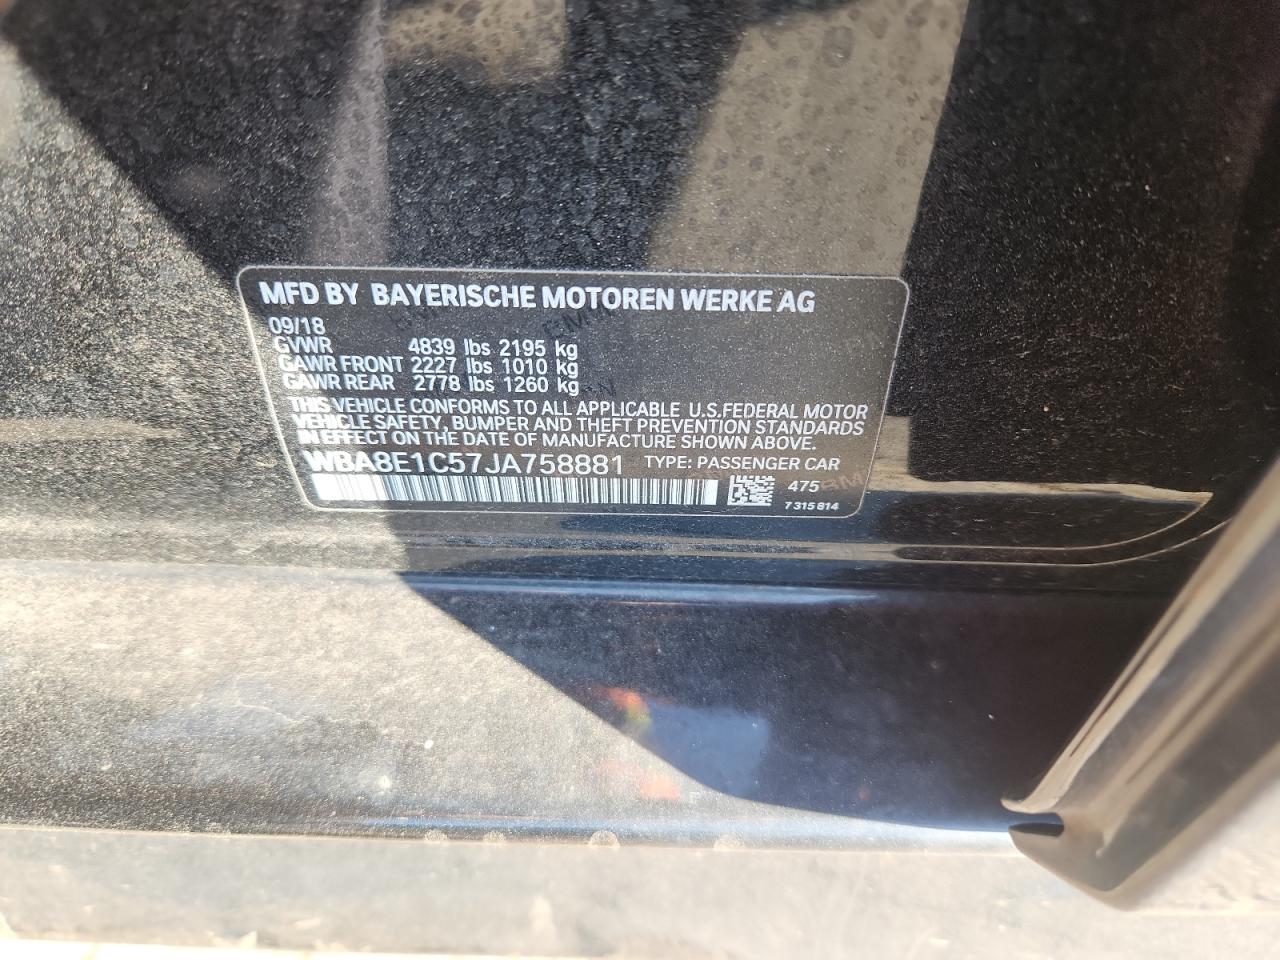 MFD BY BAYERISCHE MOTOREN WERKE AG
09/18
GVWR 4839 lbs 2195 kg
GAWR FRONT 2227 lbs 1010 kg
GAWR REAR 2778 lbs 1260 kg
THIS VEHICLE CONFORMS TO ALL APPLICABLE U.S.FEDERAL MOTOR
VEHICLE SAFETY, BUMPER AND THEFT PREVENTION STANDARDS
IN EFFECT ON THE DATE OF MANUFACTURE SHOWN ABOVE.
WBA8E1C57JA758881 TYPE: PASSENGER CAR
475
7 315 814